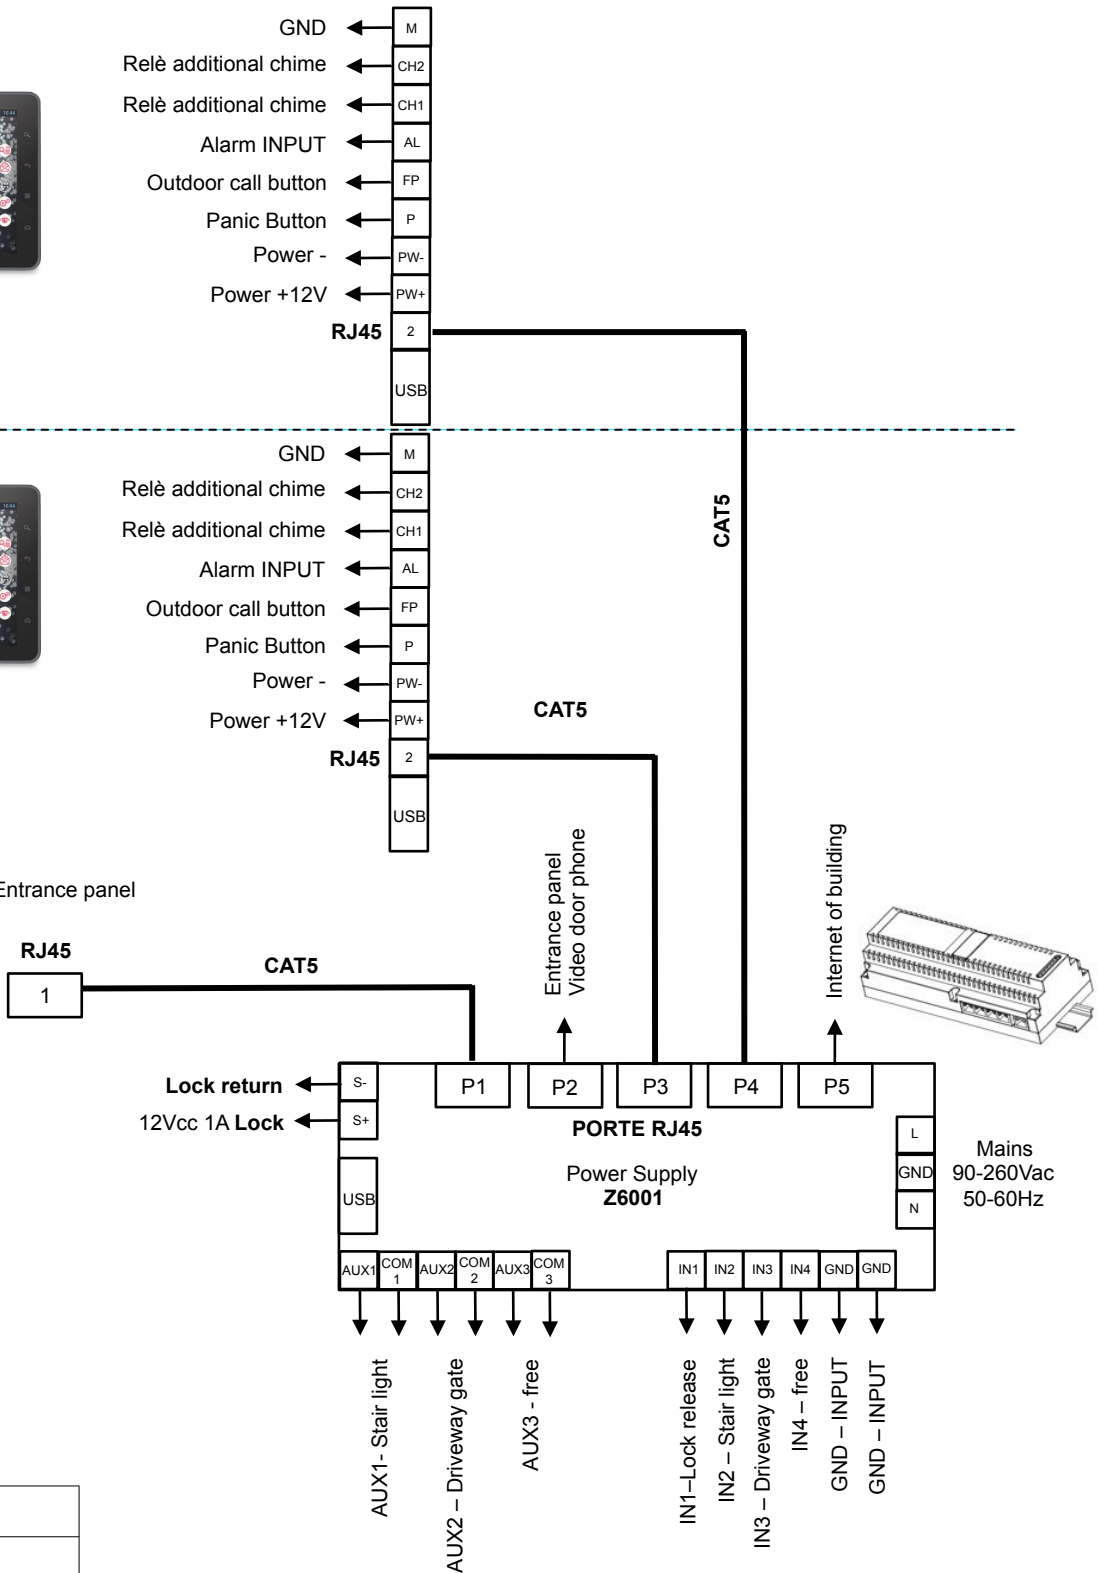 GND M
Relè additional chime CH2
Relè additional chime CH1
Alarm INPUT AL
Outdoor call button FP
Panic Button P
Power - PW-
Power +12V PW+
RJ45 2
USB
GND M
Relè additional chime CH2
Relè additional chime CH1
Alarm INPUT AL
Outdoor call button FP
Panic Button P
Power - PW-
Power +12V PW+
RJ45 2
USB
CAT5
CAT5
Entrance panel
RJ45
1
CAT5
Entrance panel
Video door phone
Internet of building
Lock return S-
12Vcc 1A Lock S+
USB
P1 P2 P3 P4 P5
PORTE RJ45
Power Supply
Z6001
L
GND
N
Mains
90-260Vac
50-60Hz
AUX1 COM 1 AUX2 COM 2 AUX3 COM 3
IN1 IN2 IN3 IN4 GND GND
AUX1- Stair light
AUX2 – Driveway gate
AUX3 - free
IN1–Lock release
IN2 – Stair light
IN3 – Driveway gate
IN4 – free
GND – INPUT
GND – INPUT